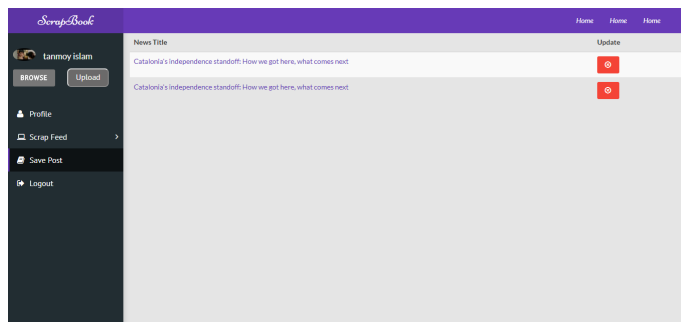 ScrapBook
Home Home Home
tanmoy islam
BROWSE Upload
Profile
Scrap Feed
Save Post
Logout
News Title Update
Catalonia's independence standoff: How we got here, what comes next
Catalonia's independence standoff: How we got here, what comes next